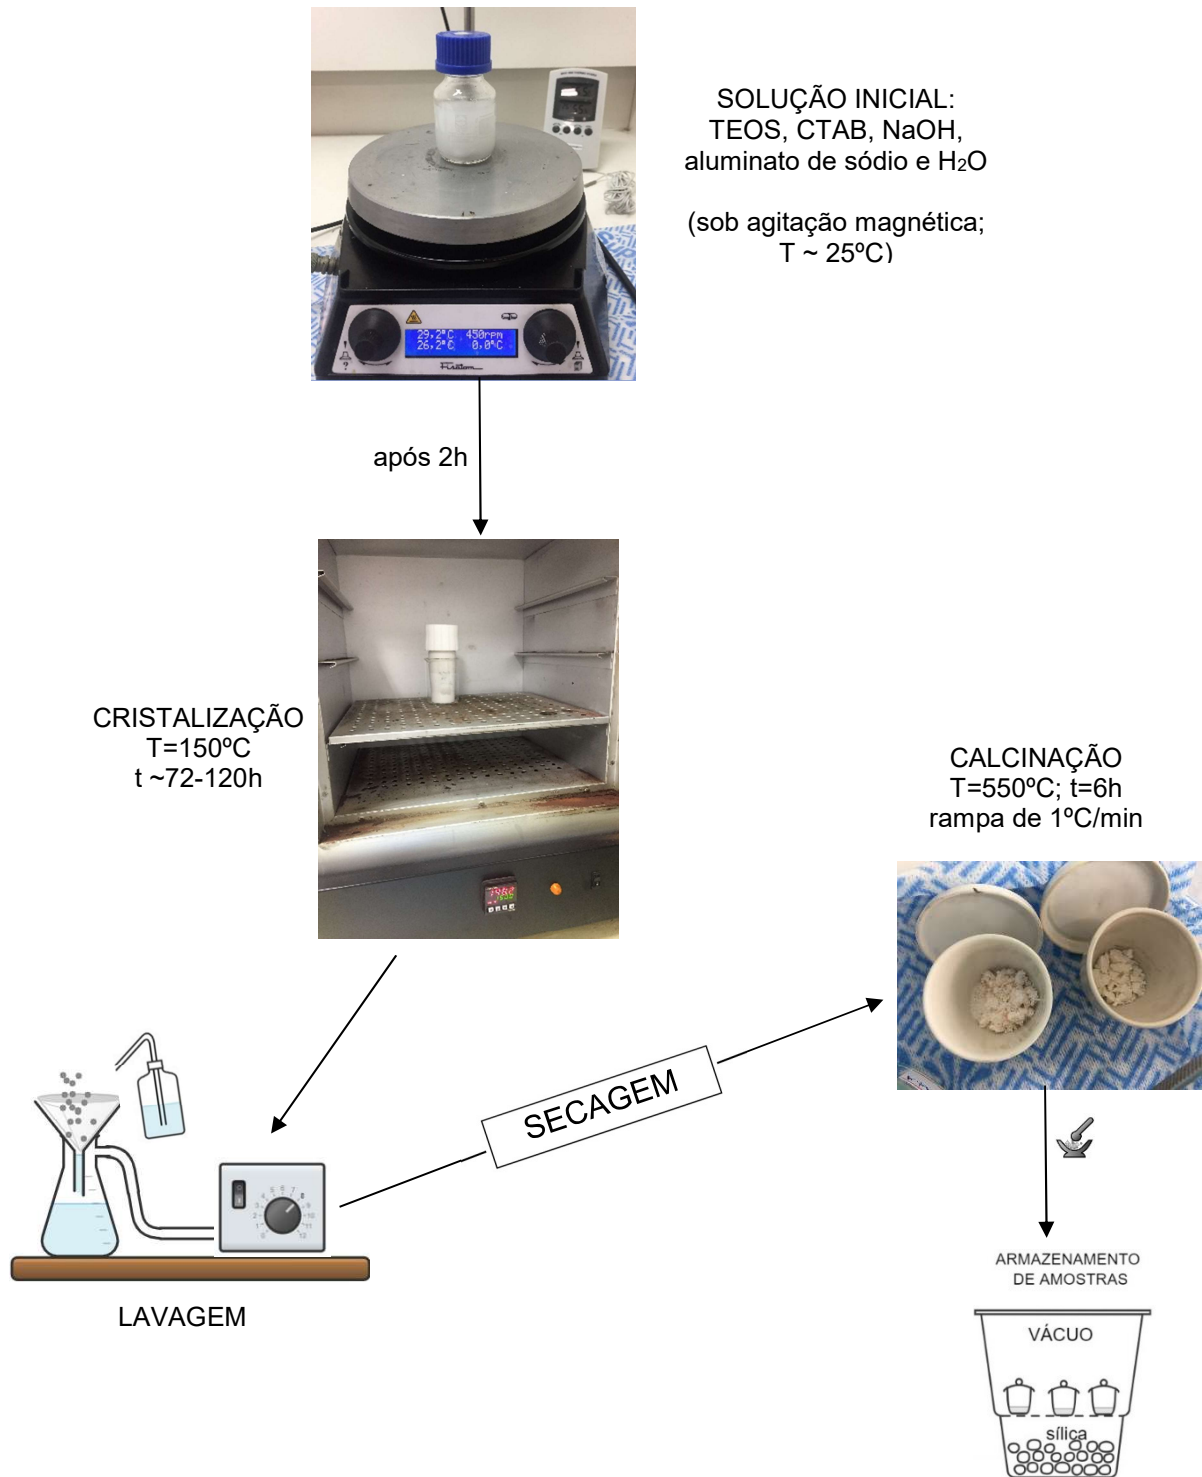 SOLUÇÃO INICIAL:
TEOS, CTAB, NaOH,
aluminato de sódio e H₂O
(sob agitação magnética;
T ~ 25ºC)
29,2°C 450rpm
26,2°C 0,0°C
Fisatom
após 2h
CRISTALIZAÇÃO
T=150ºC
t ~72-120h
LAVAGEM
SECAGEM
CALCINAÇÃO
T=550ºC; t=6h
rampa de 1ºC/min
ARMAZENAMENTO
DE AMOSTRAS
VÁCUO
sílica